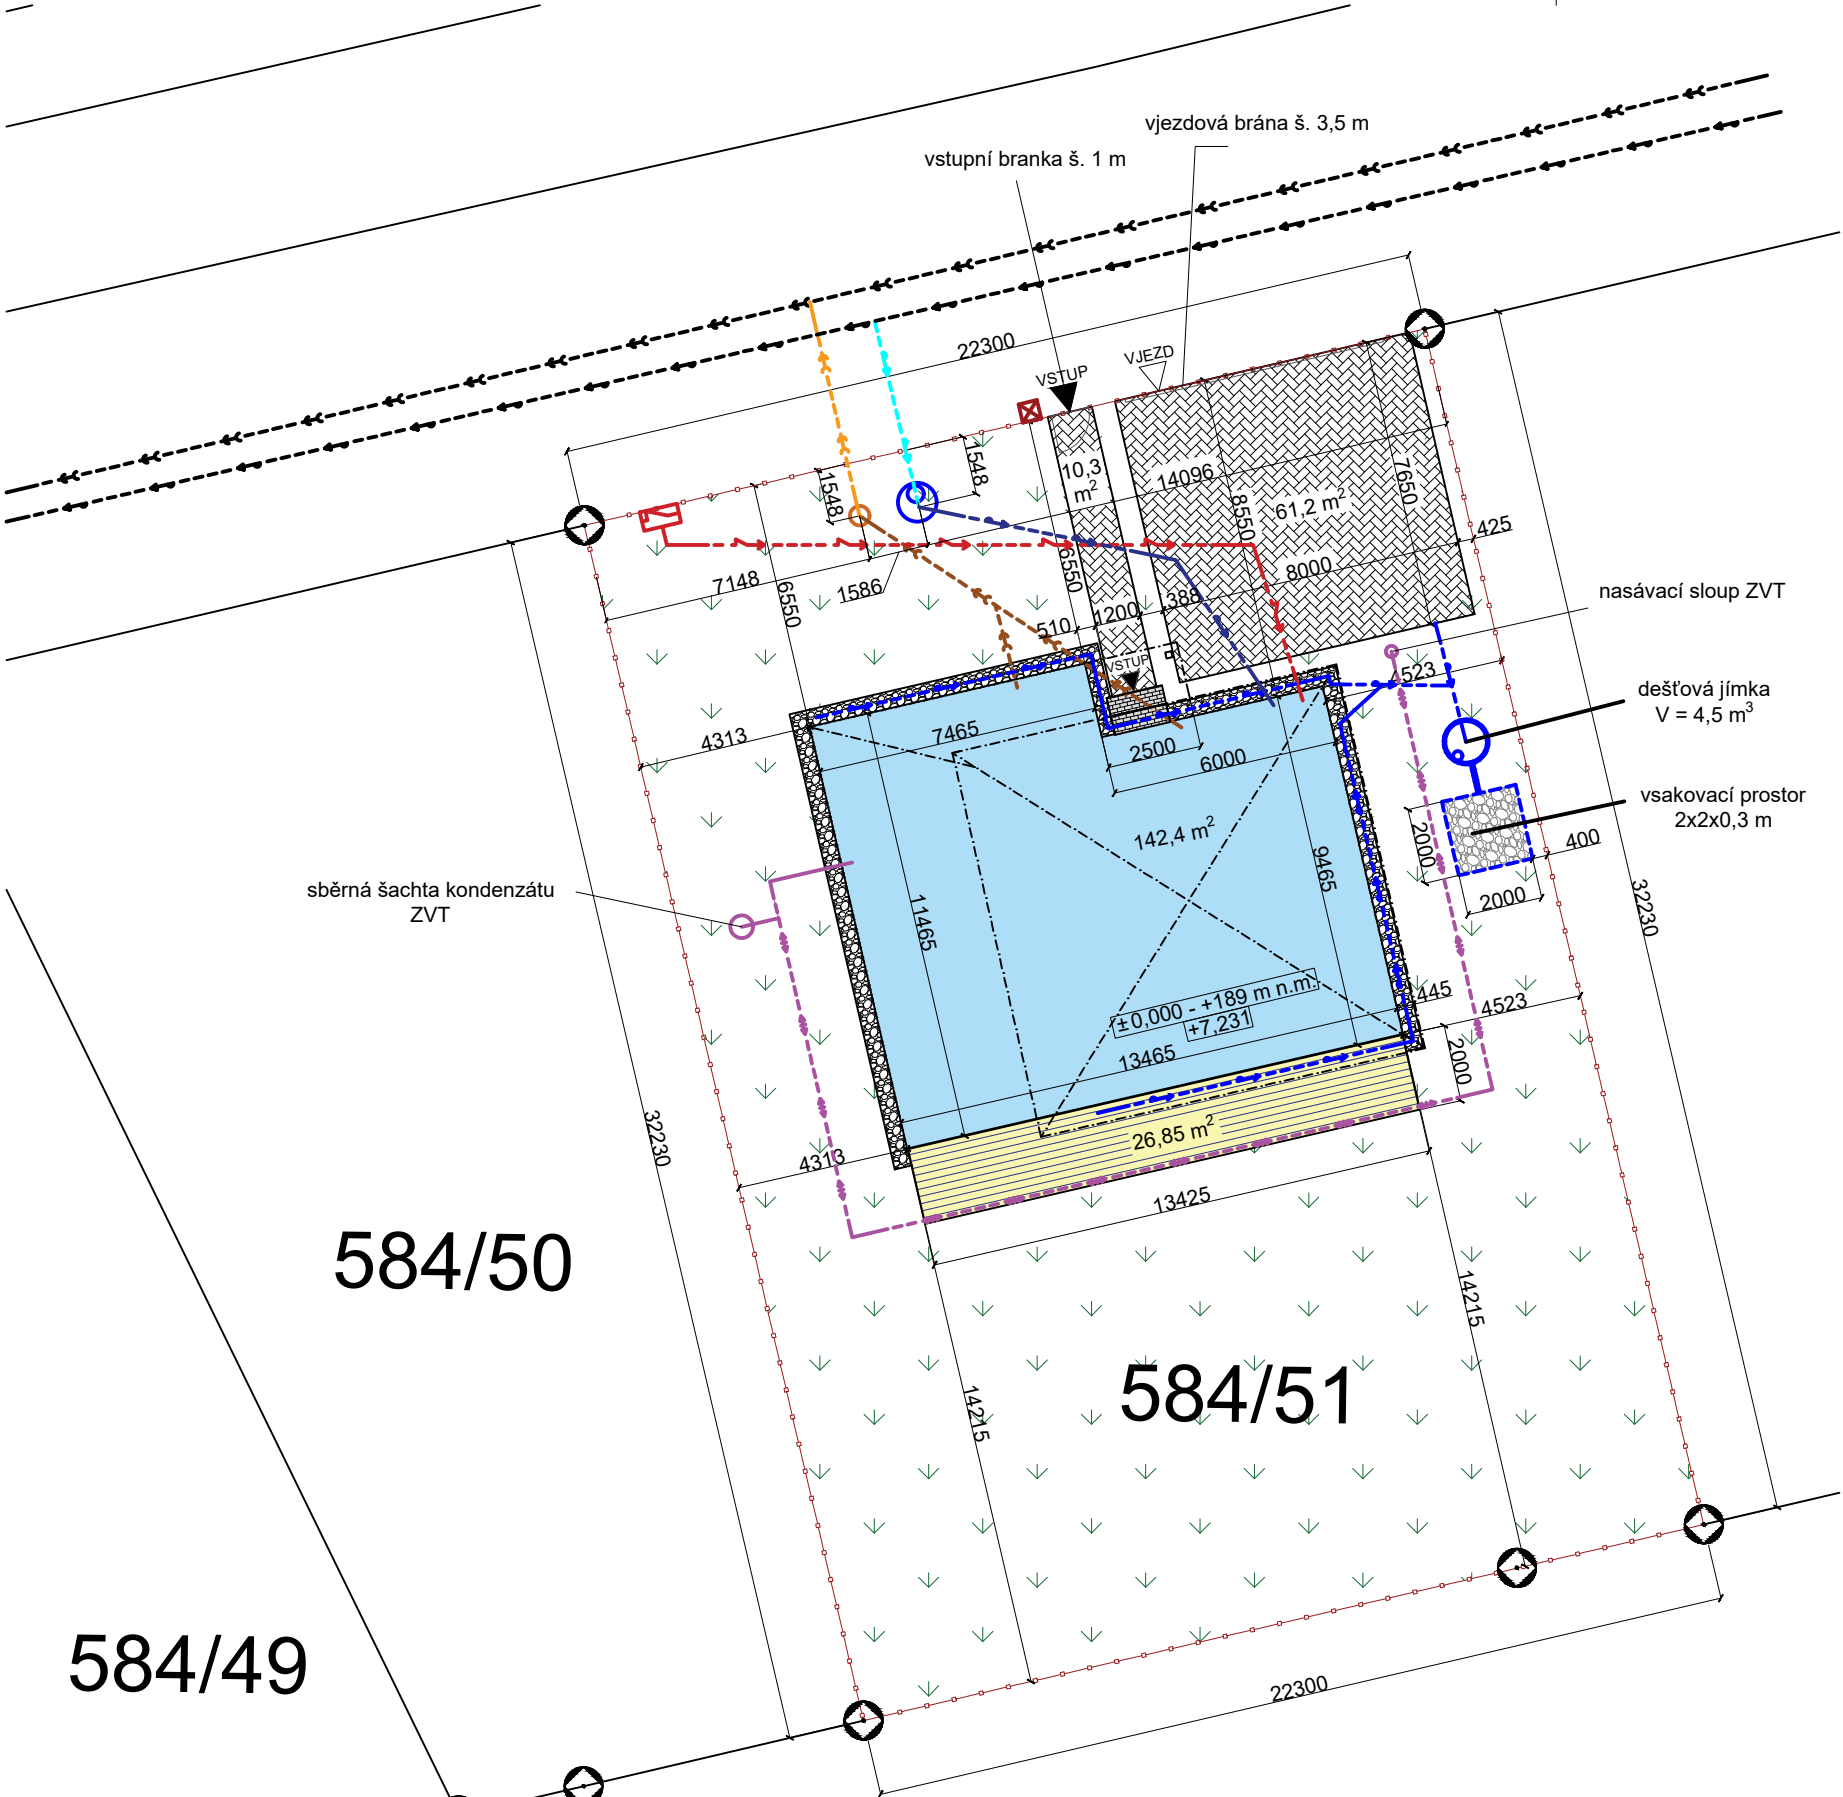 vjezdová brána š. 3,5 m
vstupní branka š. 1 m
22300
VJEZD
VSTUP
1548
1548
10,3
m²
14096
7650
8550
61,2 m²
425
7148
1586
6550
6550
8000
nasávací sloup ZVT
510
1200
388
VSTUP
4523
dešťová jímka
V = 4,5 m³
4313
7465
2500
6000
vsakovací prostor
2x2x0,3 m
142,4 m²
2000
400
9465
2000
sběrná šachta kondenzátu
ZVT
11465
32230
±0,000 - +189 m n.m.
+7,231
445
4523
13465
2000
32230
26,85 m²
4313
13425
584/50
14215
584/51
14215
584/49
22300